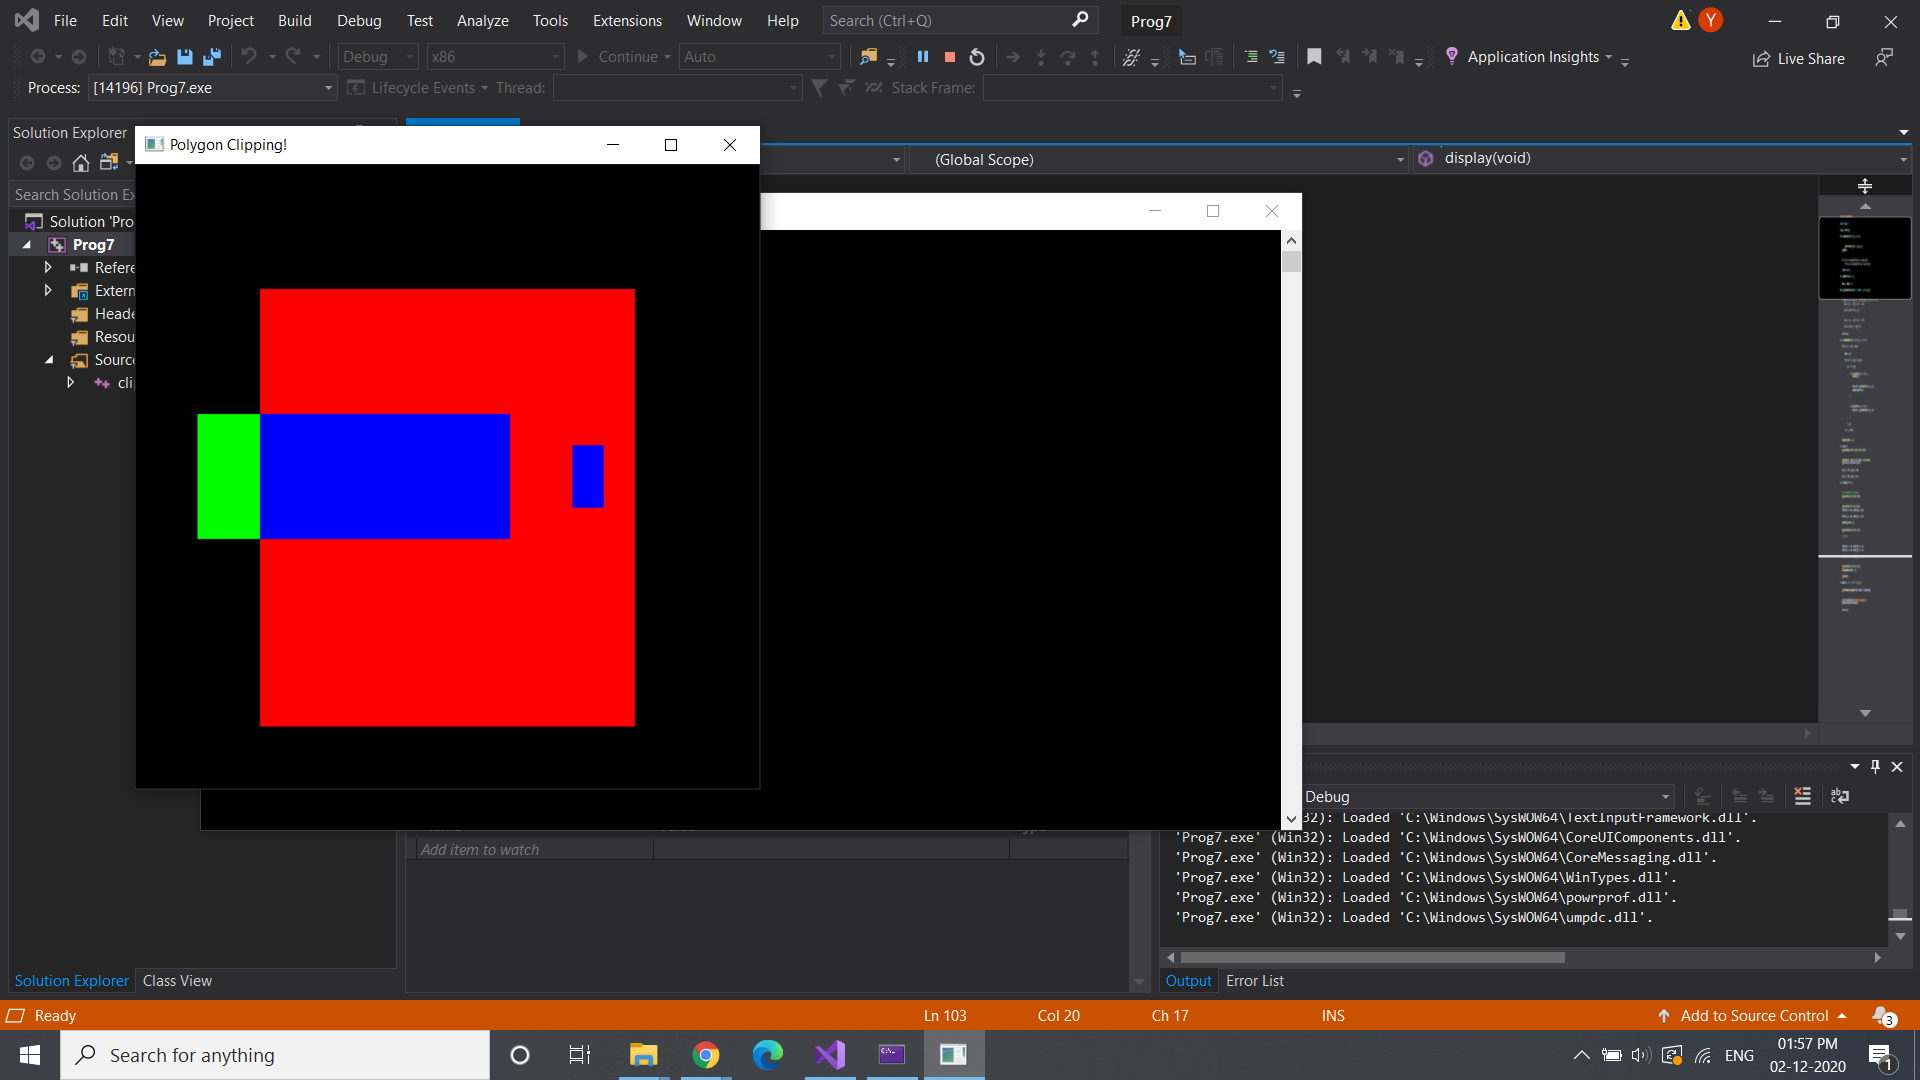 File Edit View Project Build Debug Test Analyze Tools Extensions Window Help Search (Ctrl+Q) Prog7 Y
Debug x86 Continue Auto Application Insights Live Share
Process: [14196] Prog7.exe Lifecycle Events Thread: Stack Frame:
Solution Explorer
Polygon Clipping!
(Global Scope) display(void)
Search Solution Ex
Solution 'Pro
Prog7
Refere
Extern
Heade
Resou
Source
cli
Debug
Add item to watch
32): Loaded 'C:\Windows\SysWOW64\TextInputFramework.dll'.
'Prog7.exe' (Win32): Loaded 'C:\Windows\SysWOW64\CoreUIComponents.dll'.
'Prog7.exe' (Win32): Loaded 'C:\Windows\SysWOW64\CoreMessaging.dll'.
'Prog7.exe' (Win32): Loaded 'C:\Windows\SysWOW64\WinTypes.dll'.
'Prog7.exe' (Win32): Loaded 'C:\Windows\SysWOW64\powrprof.dll'.
'Prog7.exe' (Win32): Loaded 'C:\Windows\SysWOW64\umpdc.dll'.
Solution Explorer Class View Output Error List
Ready Ln 103 Col 20 Ch 17 INS Add to Source Control 3
Search for anything ENG 01:57 PM
02-12-2020 1